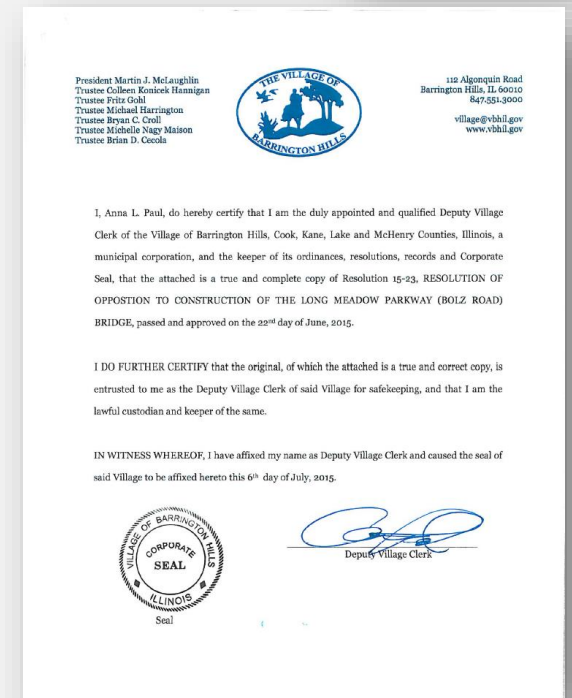 President Martin J. McLaughlin
Trustee Colleen Konicek Hannigan
Trustee Fritz Gohl
Trustee Michael Harrington
Trustee Bryan C. Croll
Trustee Michelle Nagy Maison
Trustee Brian D. Cecola
THE VILLAGE OF
BARRINGTON HILLS
112 Algonquin Road
Barrington Hills, IL 60010
847.551.3000
village@vbhil.gov
www.vbhil.gov
I, Anna L. Paul, do hereby certify that I am the duly appointed and qualified Deputy Village
Clerk of the Village of Barrington Hills, Cook, Kane, Lake and McHenry Counties, Illinois, a
municipal corporation, and the keeper of its ordinances, resolutions, records and Corporate
Seal, that the attached is a true and complete copy of Resolution 15-23, RESOLUTION OF
OPPOSTION TO CONSTRUCTION OF THE LONG MEADOW PARKWAY (BOLZ ROAD)
BRIDGE, passed and approved on the 22nd day of June, 2015.
I DO FURTHER CERTIFY that the original, of which the attached is a true and correct copy, is
entrusted to me as the Deputy Village Clerk of said Village for safekeeping, and that I am the
lawful custodian and keeper of the same.
IN WITNESS WHEREOF, I have affixed my name as Deputy Village Clerk and caused the seal of
said Village to be affixed hereto this 6th day of July, 2015.
VILLAGE OF BARRINGTON HILLS
CORPORATE
SEAL
ILLINOIS
Seal
Deputy Village Clerk